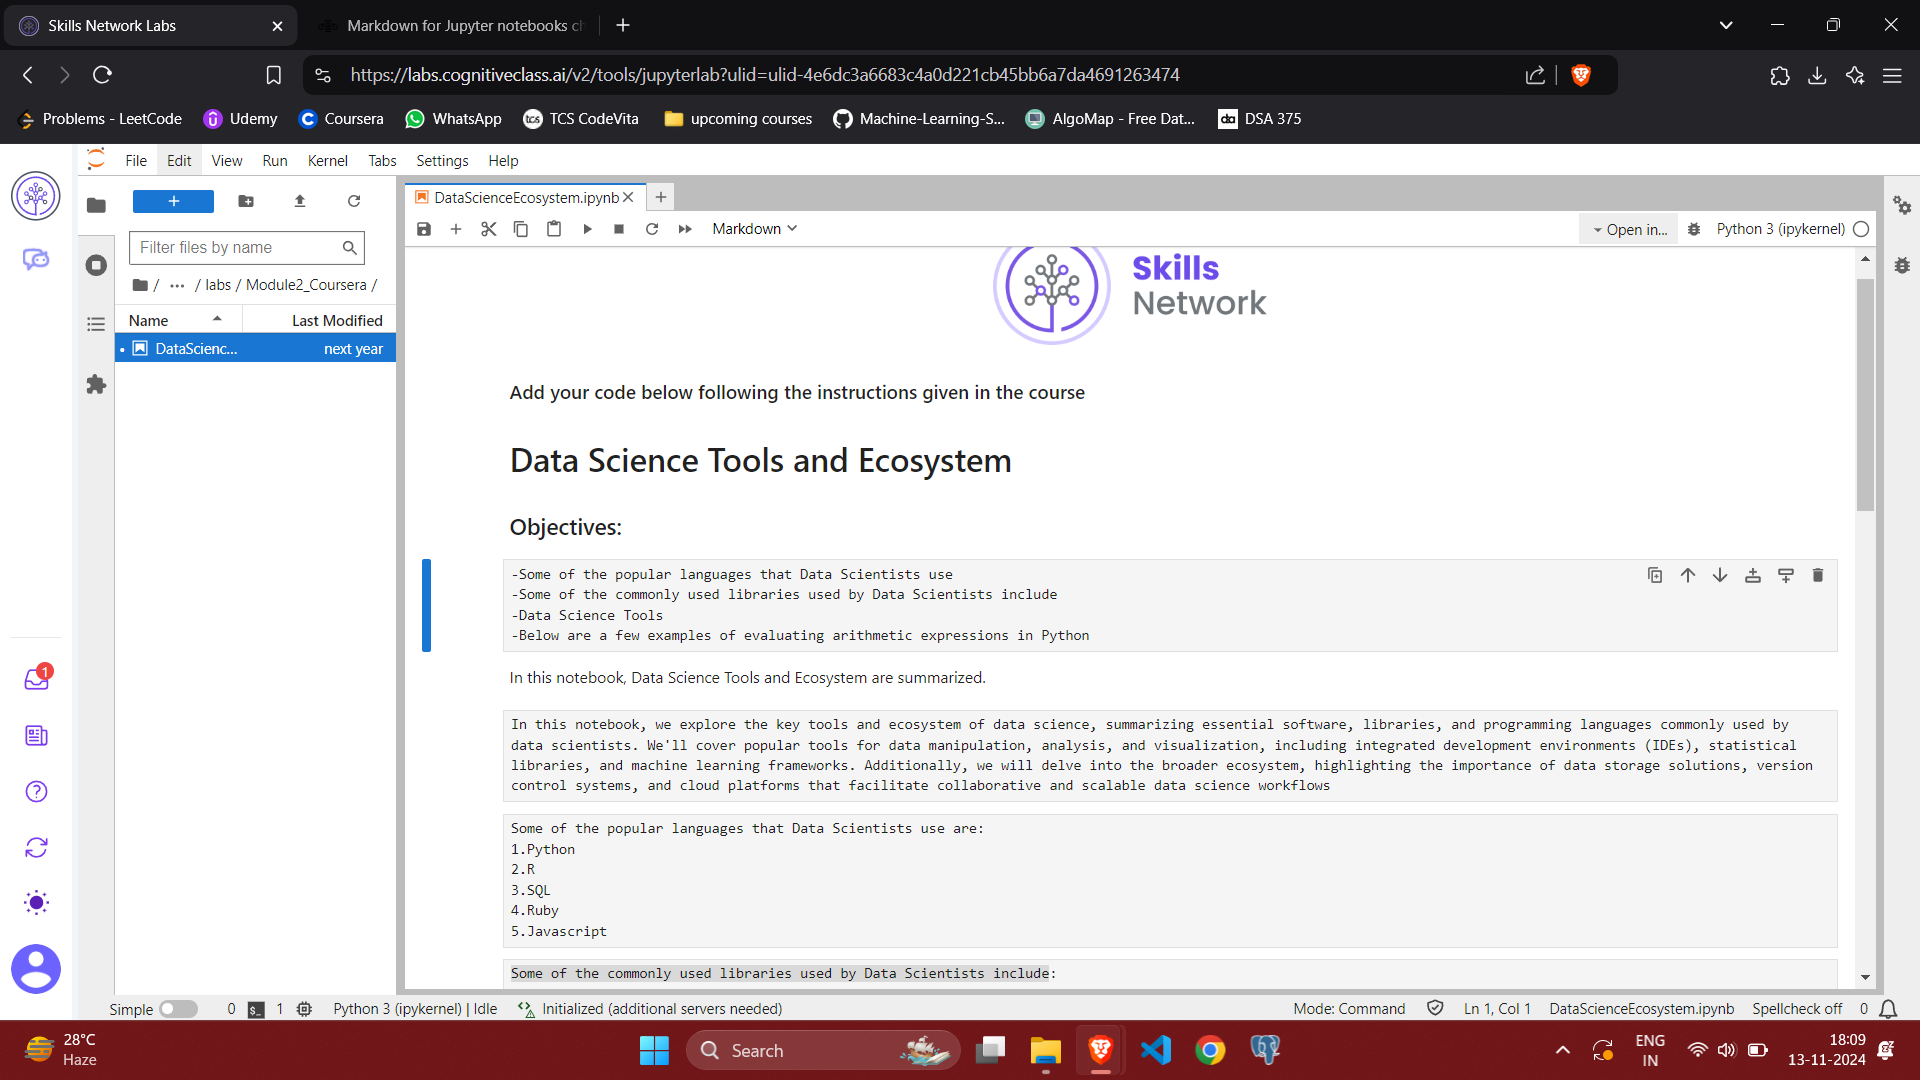 Skills Network Labs
Markdown for Jupyter notebooks ch
https://labs.cognitiveclass.ai/v2/tools/jupyterlab?ulid=ulid-4e6dc3a6683c4a0d221cb45bb6a7da4691263474
Problems - LeetCode
Udemy
Coursera
WhatsApp
TCS CodeVita
upcoming courses
Machine-Learning-S...
AlgoMap - Free Dat...
DSA 375
File Edit View Run Kernel Tabs Settings Help
DataScienceEcosystem.ipynb
Filter files by name
Markdown
Open in...
Python 3 (ipykernel)
/ ... / labs / Module2_Coursera /
Name Last Modified
DataScienc... next year
Skills
Network
Add your code below following the instructions given in the course
Data Science Tools and Ecosystem
Objectives:
-Some of the popular languages that Data Scientists use
-Some of the commonly used libraries used by Data Scientists include
-Data Science Tools
-Below are a few examples of evaluating arithmetic expressions in Python
In this notebook, Data Science Tools and Ecosystem are summarized.
In this notebook, we explore the key tools and ecosystem of data science, summarizing essential software, libraries, and programming languages commonly used by
data scientists. We'll cover popular tools for data manipulation, analysis, and visualization, including integrated development environments (IDEs), statistical
libraries, and machine learning frameworks. Additionally, we will delve into the broader ecosystem, highlighting the importance of data storage solutions, version
control systems, and cloud platforms that facilitate collaborative and scalable data science workflows
Some of the popular languages that Data Scientists use are:
1.Python
2.R
3.SQL
4.Ruby
5.Javascript
Some of the commonly used libraries used by Data Scientists include:
1
Simple 0 1 Python 3 (ipykernel) | Idle Initialized (additional servers needed) Mode: Command Ln 1, Col 1 DataScienceEcosystem.ipynb Spellcheck off 0
28°C
Haze
Search
ENG
IN
18:09
13-11-2024